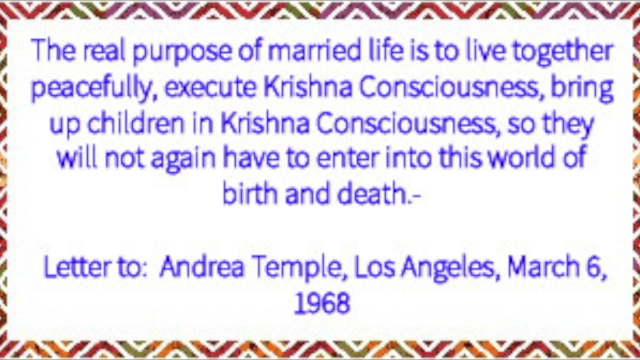 The real purpose of married life is to live together
peacefully, execute Krishna Consciousness, bring
up children in Krishna Consciousness, so they
will not again have to enter into this world of
birth and death.-
Letter to:  Andrea Temple, Los Angeles, March 6,
1968